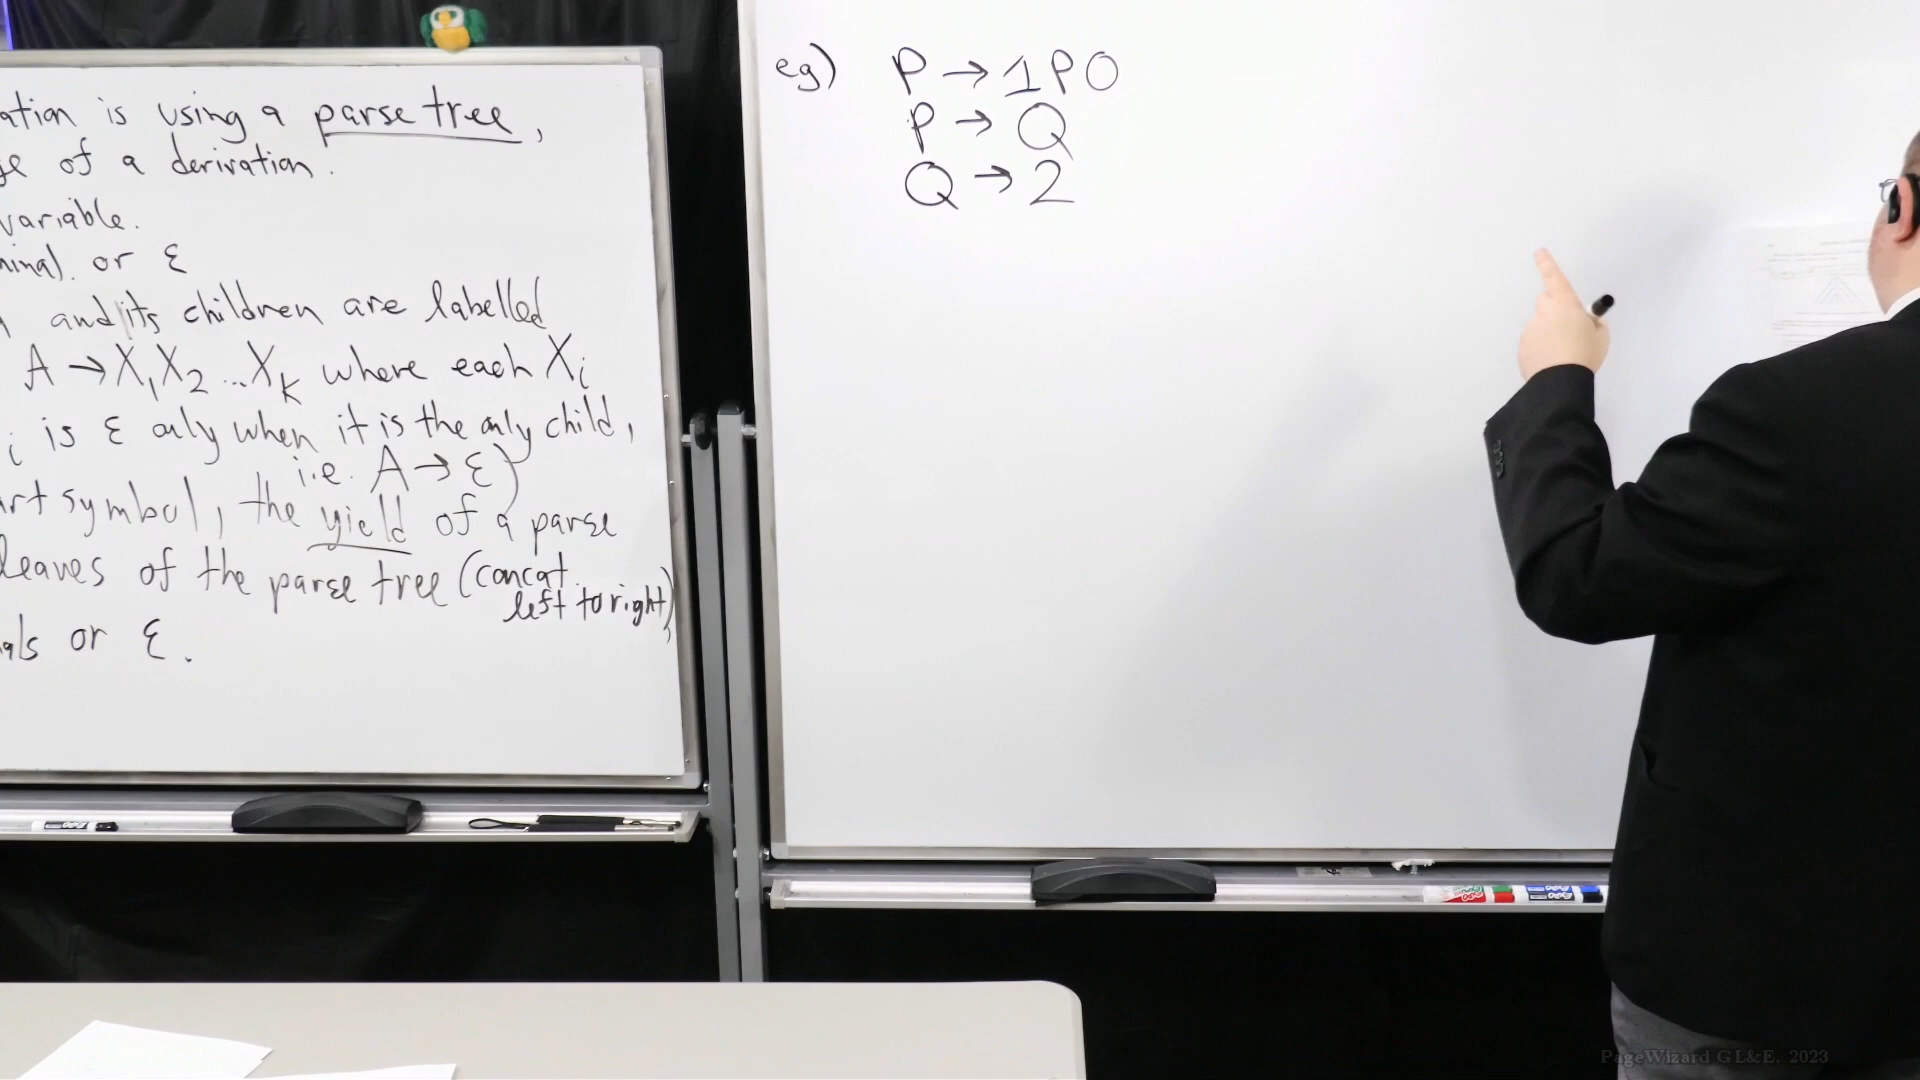 ation is using a parse tree,
ge of a derivation.
variable.
minal. or ε
and its children are labelled
A → X₁X₂...Xₖ where each Xᵢ
i is ε only when it is the only child,
i.e. A → ε)
art symbol, the yield of a parse
leaves of the parse tree (concat.
left to right),
als or ε.
eg) P → 1P0
P → Q
Q → 2
PageWizard GL&E. 2023